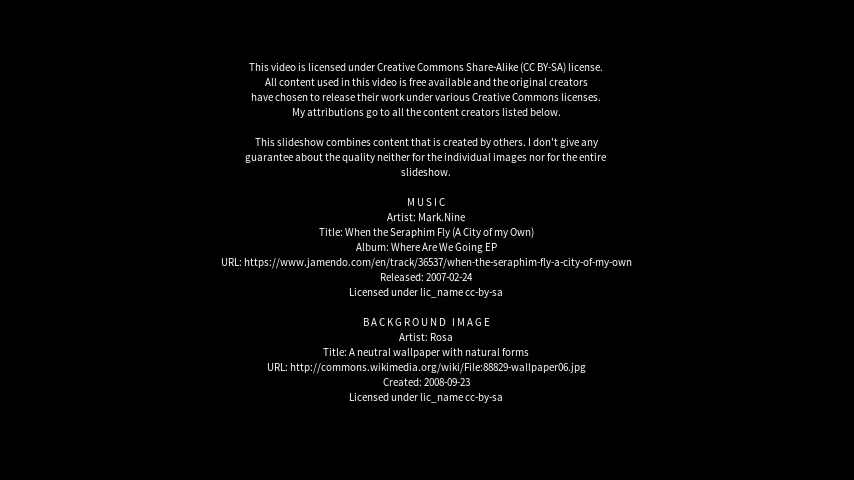 This video is licensed under Creative Commons Share-Alike (CC BY-SA) license.
All content used in this video is free available and the original creators
have chosen to release their work under various Creative Commons licenses.
My attributions go to all the content creators listed below.
This slideshow combines content that is created by others. I don't give any
guarantee about the quality neither for the individual images nor for the entire
slideshow.
MUSIC
Artist: Mark.Nine
Title: When the Seraphim Fly (A City of my Own)
Album: Where Are We Going EP
URL: https://www.jamendo.com/en/track/36537/when-the-seraphim-fly-a-city-of-my-own
Released: 2007-02-24
Licensed under lic_name cc-by-sa
BACKGROUND IMAGE
Artist: Rosa
Title: A neutral wallpaper with natural forms
URL: http://commons.wikimedia.org/wiki/File:88829-wallpaper06.jpg
Created: 2008-09-23
Licensed under lic_name cc-by-sa